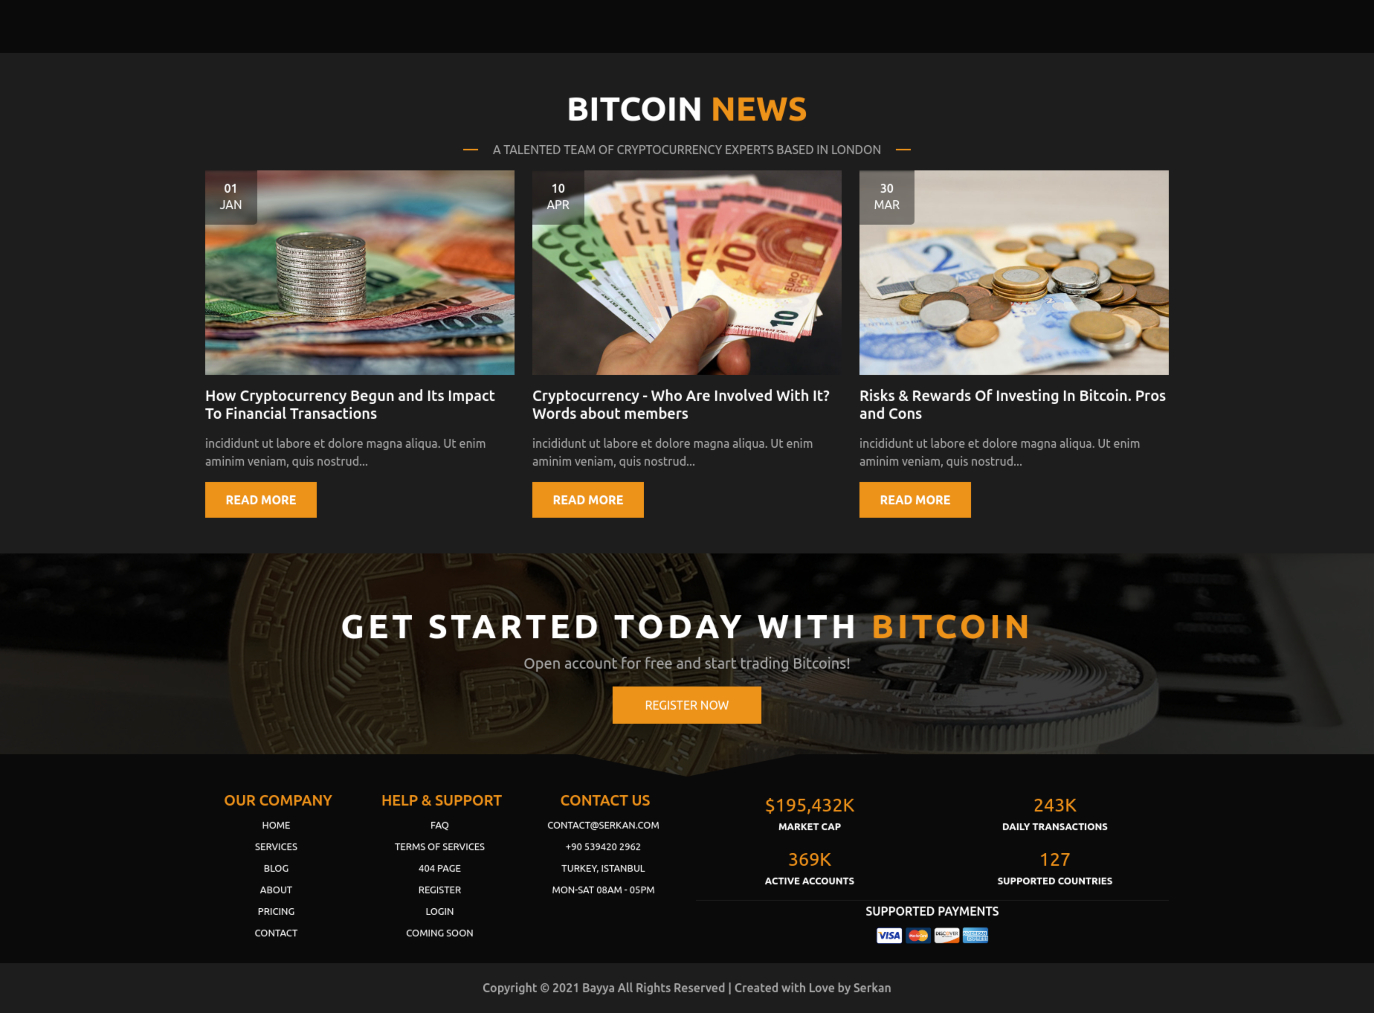 BITCOIN NEWS
A TALENTED TEAM OF CRYPTOCURRENCY EXPERTS BASED IN LONDON
01
JAN
10
APR
30
MAR
2
100
10
10
10
How Cryptocurrency Begun and Its Impact
To Financial Transactions
incididunt ut labore et dolore magna aliqua. Ut enim
aminim veniam, quis nostrud...
READ MORE
Cryptocurrency - Who Are Involved With It?
Words about members
incididunt ut labore et dolore magna aliqua. Ut enim
aminim veniam, quis nostrud...
READ MORE
Risks & Rewards Of Investing In Bitcoin. Pros
and Cons
incididunt ut labore et dolore magna aliqua. Ut enim
aminim veniam, quis nostrud...
READ MORE
GET STARTED TODAY WITH BITCOIN
Open account for free and start trading Bitcoins!
REGISTER NOW
OUR COMPANY
HOME
SERVICES
BLOG
ABOUT
PRICING
CONTACT
HELP & SUPPORT
FAQ
TERMS OF SERVICES
404 PAGE
REGISTER
LOGIN
COMING SOON
CONTACT US
CONTACT@SERKAN.COM
+90 539420 2962
TURKEY, ISTANBUL
MON-SAT 08AM - 05PM
$195,432K
MARKET CAP
243K
DAILY TRANSACTIONS
369K
ACTIVE ACCOUNTS
127
SUPPORTED COUNTRIES
SUPPORTED PAYMENTS
VISA
MasterCard
DISCOVER
Copyright © 2021 Bayya All Rights Reserved | Created with Love by Serkan